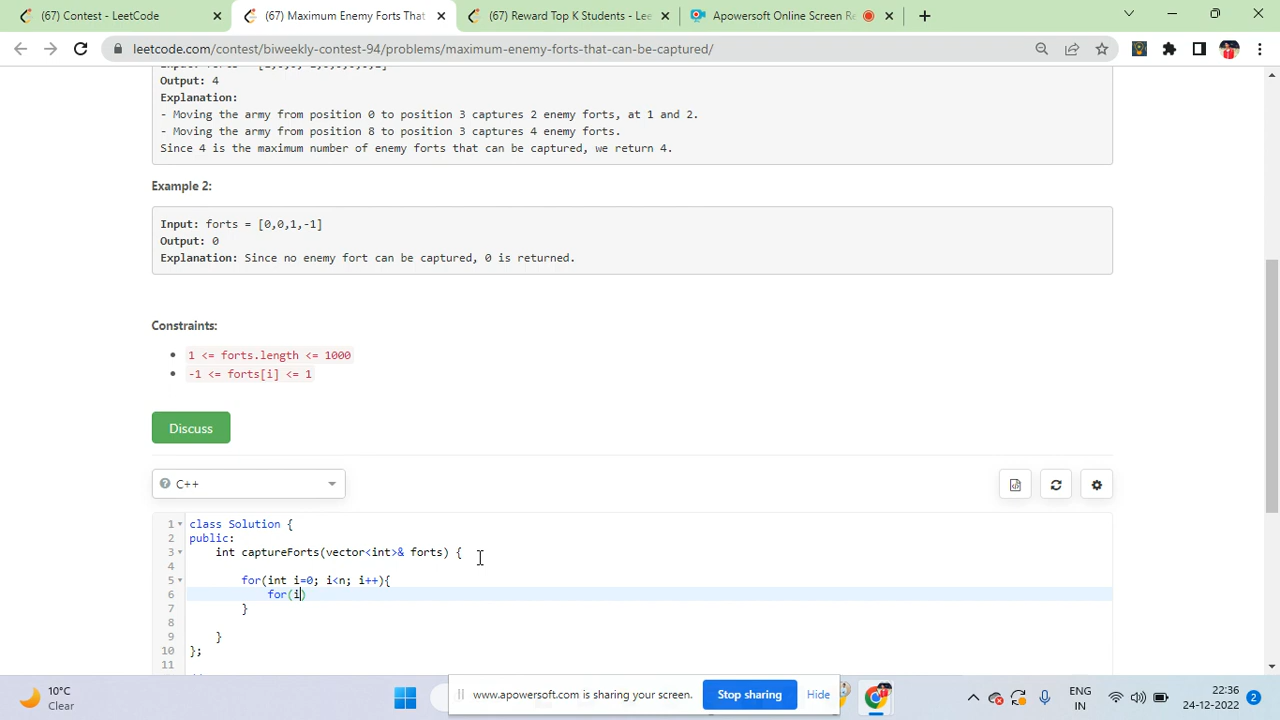 (67) Contest - LeetCode
(67) Maximum Enemy Forts That
(67) Reward Top K Students - Lee
Apowersoft Online Screen Re
leetcode.com/contest/biweekly-contest-94/problems/maximum-enemy-forts-that-can-be-captured/
Output: 4
Explanation:
- Moving the army from position 0 to position 3 captures 2 enemy forts, at 1 and 2.
- Moving the army from position 8 to position 3 captures 4 enemy forts.
Since 4 is the maximum number of enemy forts that can be captured, we return 4.
Example 2:
Input: forts = [0,0,1,-1]
Output: 0
Explanation: Since no enemy fort can be captured, 0 is returned.
Constraints:
1 <= forts.length <= 1000
-1 <= forts[i] <= 1
Discuss
C++
1 class Solution {
2 public:
3 int captureForts(vector<int>& forts) {
4
5 for(int i=0; i<n; i++){
6 for(i)
7 }
8
9 }
10 };
11
www.apowersoft.com is sharing your screen.
Stop sharing
Hide
10°C
Clear
ENG
IN
22:36
24-12-2022
2